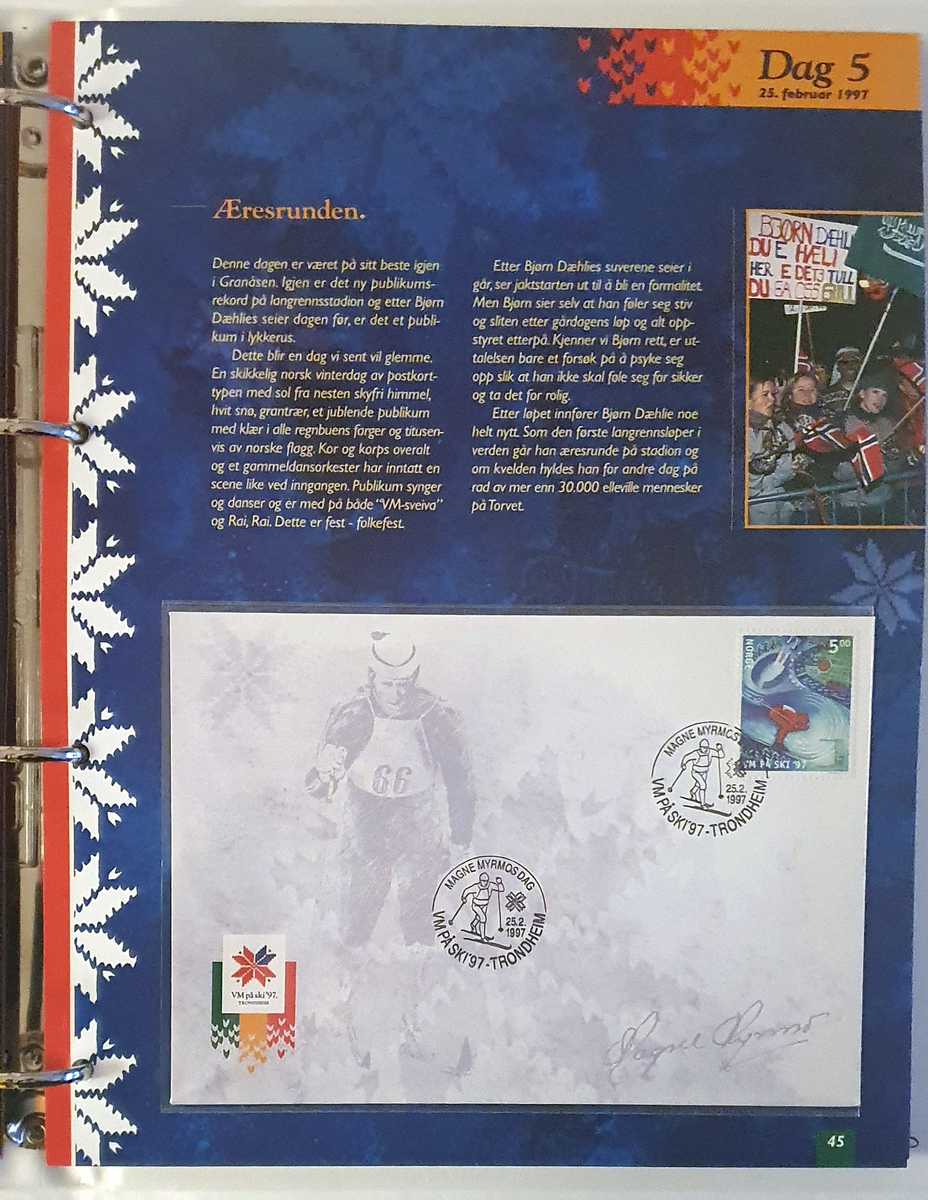 Dag 5
25. februar 1997
Æresrunden.
Denne dagen er været på sitt beste igjen
i Granåsen. Igjen er det ny publikums-
rekord på langrennsstadion og etter Bjørn
Dæhlies seier dagen før, er det et publi-
kum i lykkerus.
Dette blir en dag vi sent vil glemme.
En skikkelig norsk vinterdag av postkort-
typen med sol fra nesten skyfri himmel,
hvit snø, grantrær, et jublende publikum
med klær i alle regnbuens farger og titusen-
vis av norske flagg. Kor og korps overalt
og et gammeldansorkester har inntatt en
scene like ved inngangen. Publikum synger
og danser og er med på både "VM-sveiva"
og Rai, Rai. Dette er fest - folkefest.
Etter Bjørn Dæhlies suverene seier i
går, ser jaktstarten ut til å bli en formalitet.
Men Bjørn sier selv at han føler seg stiv
og sliten etter gårdagens løp og alt opp-
styret etterpå. Kjenner vi Bjørn rett, er ut-
talelsen bare et forsøk på å psyke seg
opp slik at han ikke skal føle seg for sikker
og ta det for rolig.
Etter løpet innfører Bjørn Dæhlie noe
helt nytt. Som den første langrennsløper i
verden går han æresrunde på stadion og
om kvelden hyldes han for andre dag på
rad av mer enn 30.000 elleville mennesker
på Torvet.
BJØRN DÆHLI
DU E HÆLI
HER E DET3 TULL
DU GA OSS GULL
NORGE
500
VM PÅ SKI '97
MAGNE MYRMOS
25.2.
1997
VM PÅ SKI'97-TRONDHEIM
66
MAGNE MYRMOS DAG
25.2.
1997
VM PÅ SKI'97-TRONDHEIM
VM på ski '97.
TRONDHEIM
Magne Myrmo
45